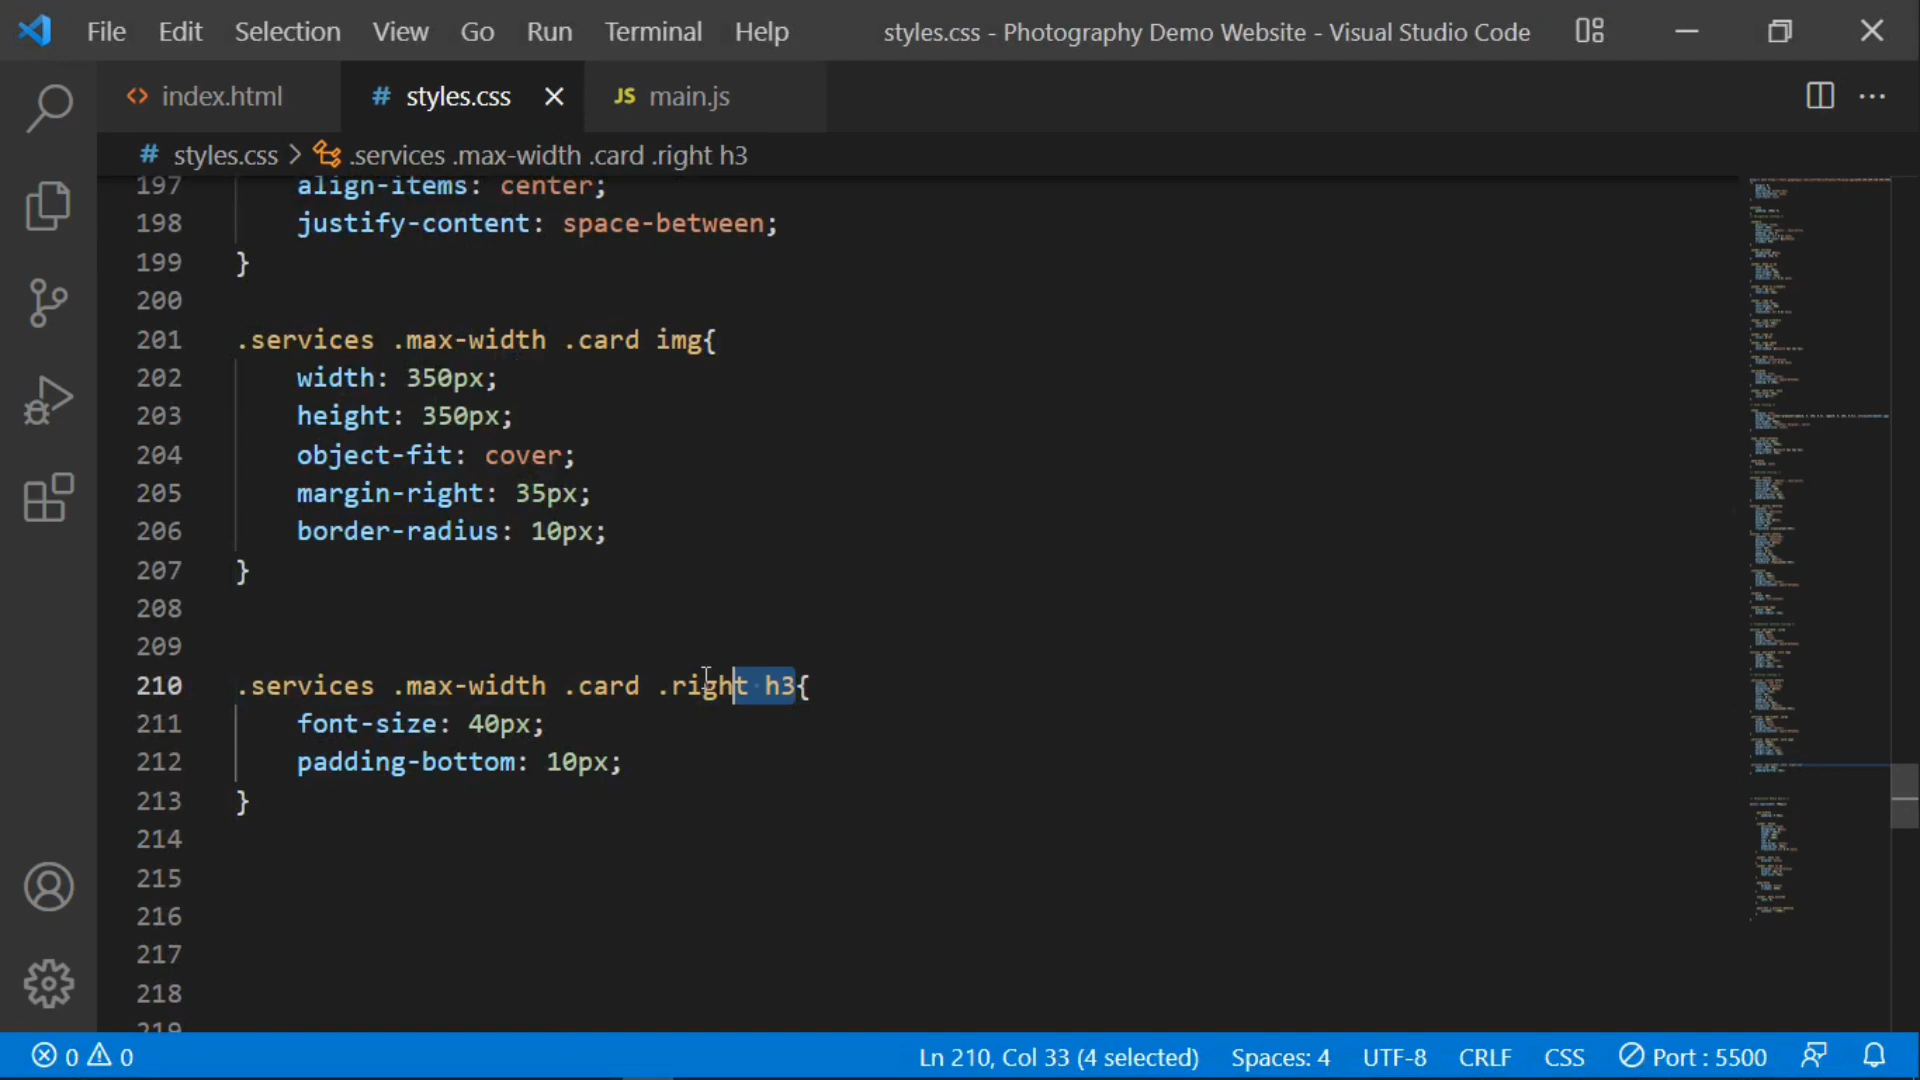 File Edit Selection View Go Run Terminal Help styles.css - Photography Demo Website - Visual Studio Code
<> index.html # styles.css × JS main.js ···
# styles.css > .services .max-width .card .right h3
197 align-items: center;
198 justify-content: space-between;
199 }
200
201 .services .max-width .card img{
202 width: 350px;
203 height: 350px;
204 object-fit: cover;
205 margin-right: 35px;
206 border-radius: 10px;
207 }
208
209
210 .services .max-width .card .right h3{
211 font-size: 40px;
212 padding-bottom: 10px;
213 }
214
215
216
217
218
219
0 0 Ln 210, Col 33 (4 selected) Spaces: 4 UTF-8 CRLF CSS Port : 5500